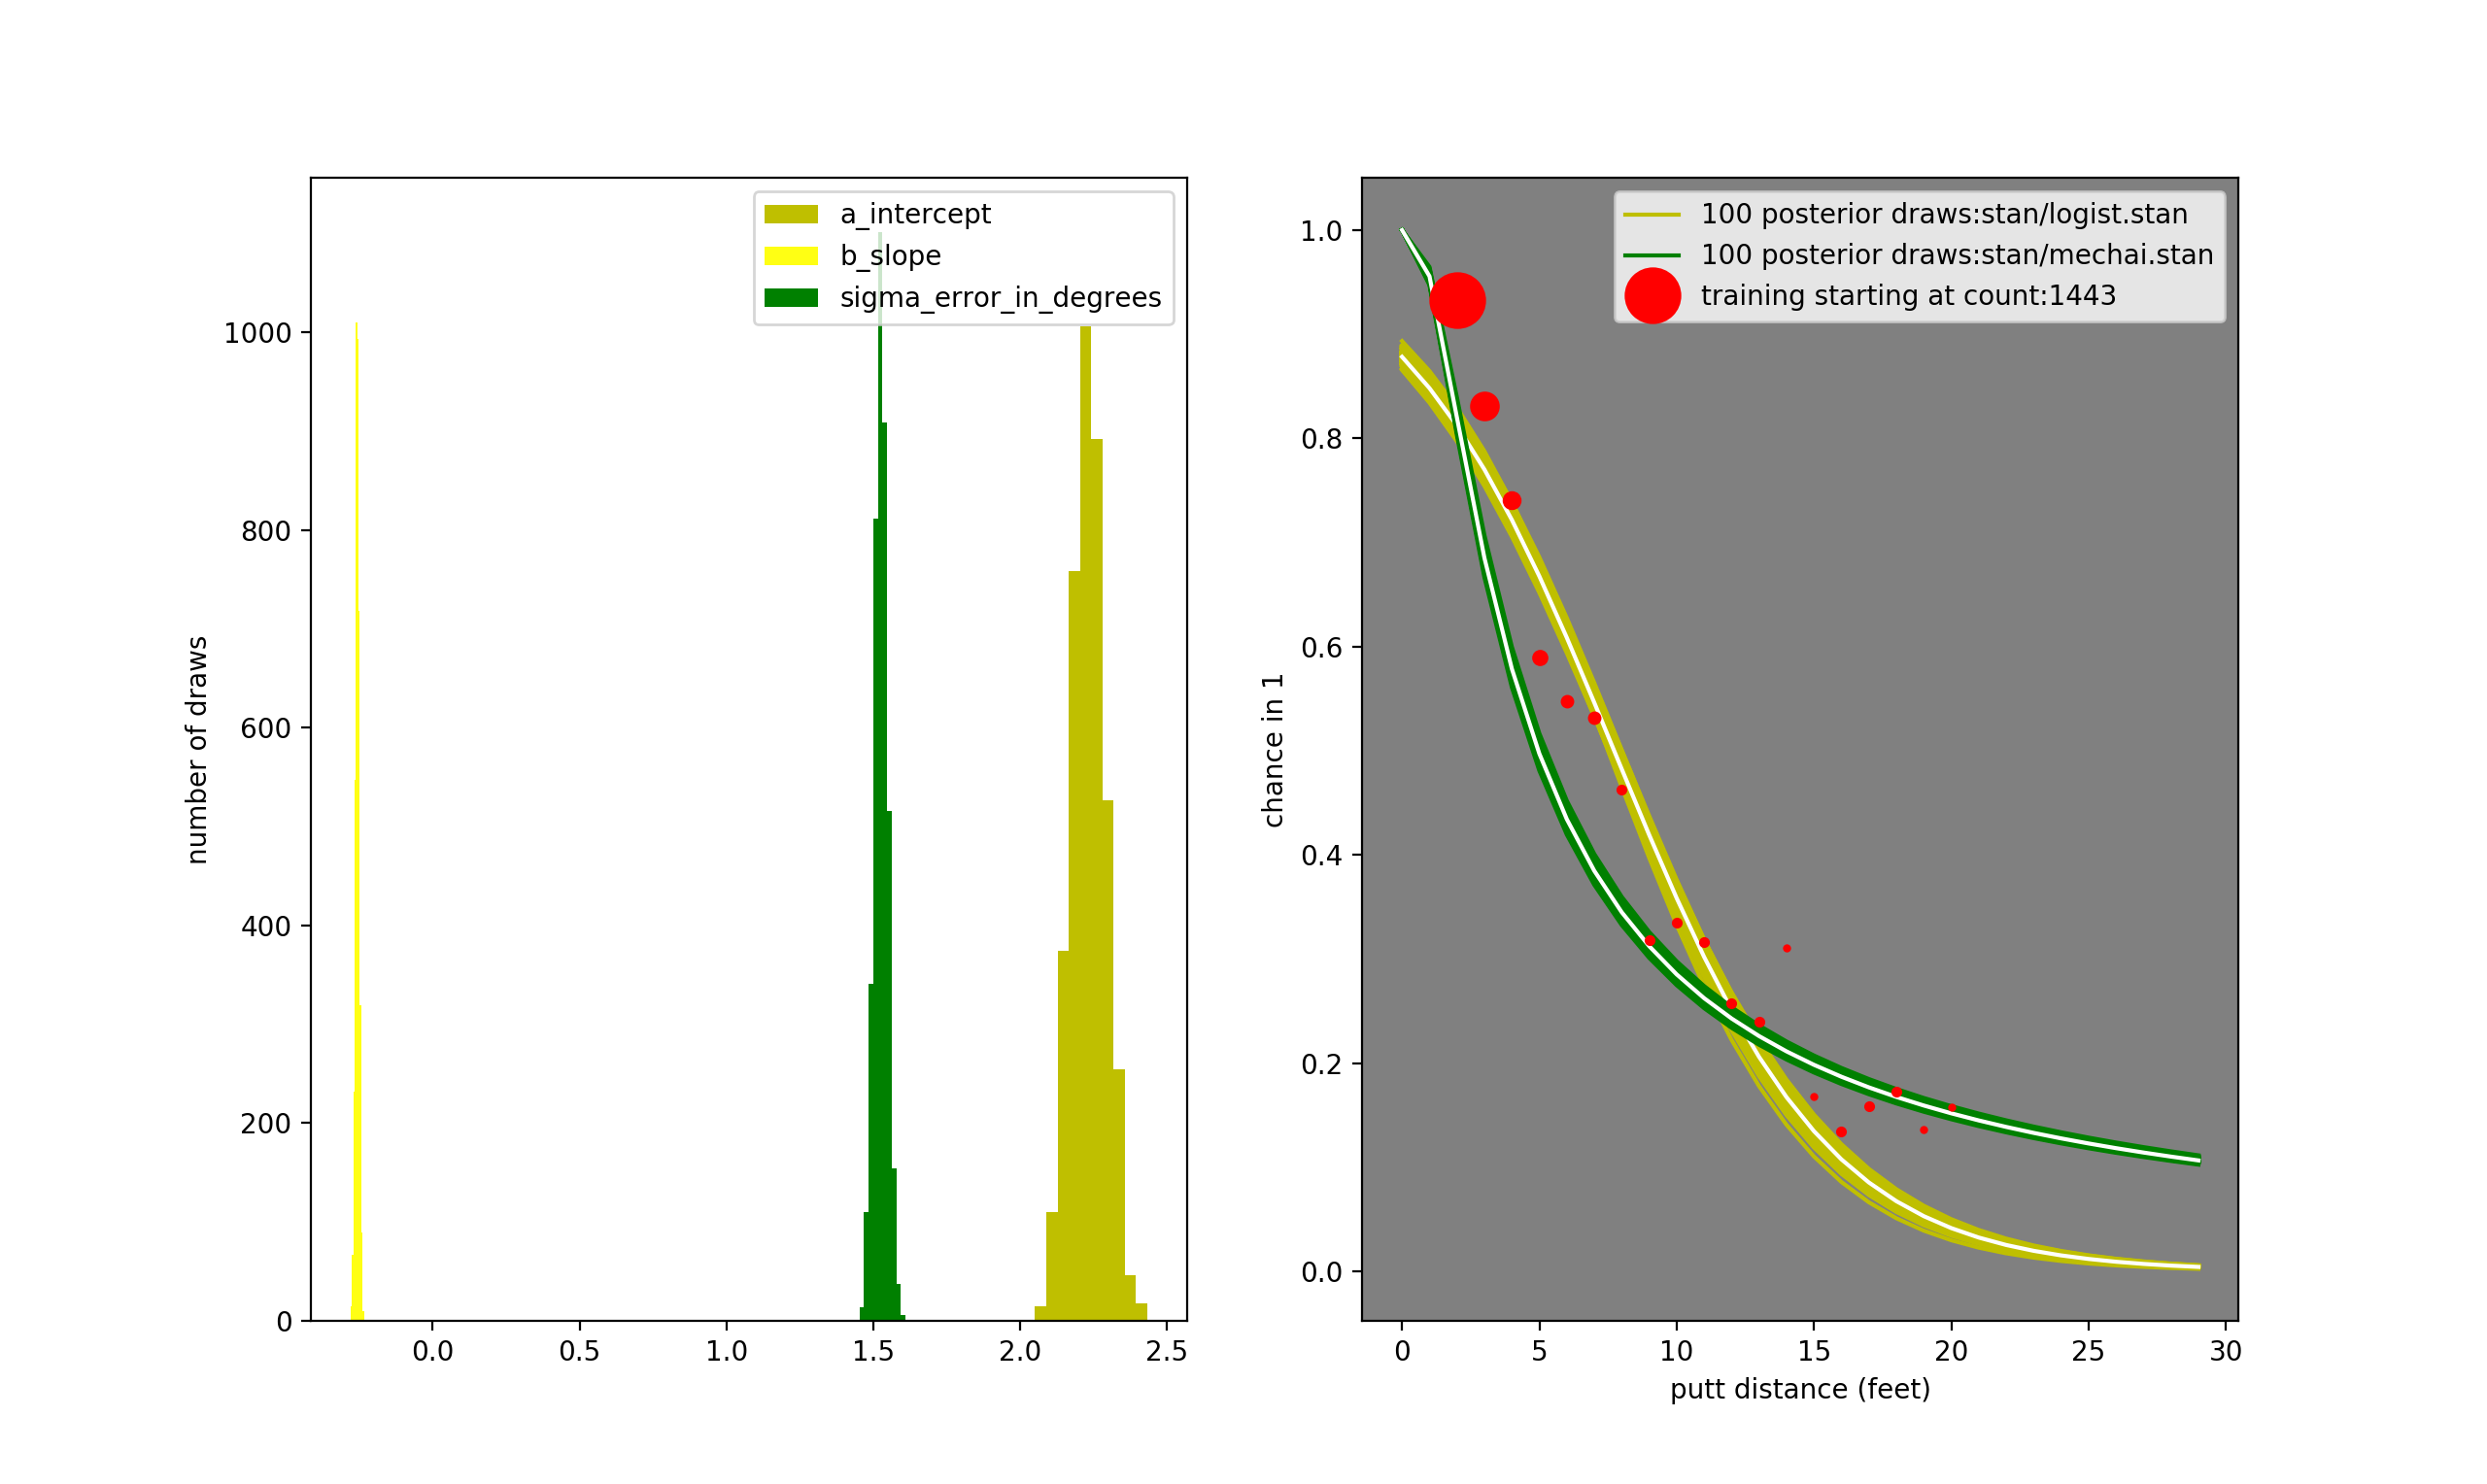 a_intercept
b_slope
sigma_error_in_degrees
1000
800
600
400
200
0
number of draws
0.0 0.5 1.0 1.5 2.0 2.5
100 posterior draws:stan/logist.stan
100 posterior draws:stan/mechai.stan
training starting at count:1443
1.0
0.8
0.6
0.4
0.2
0.0
chance in 1
0 5 10 15 20 25 30
putt distance (feet)